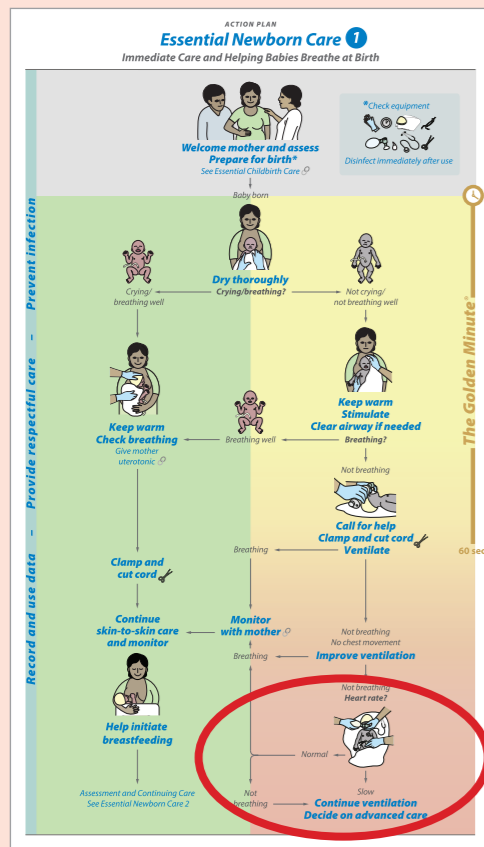 ACTION PLAN
Essential Newborn Care 1
Immediate Care and Helping Babies Breathe at Birth
Welcome mother and assess
Prepare for birth*
See Essential Childbirth Care
*Check equipment
Disinfect immediately after use
Baby born
Dry thoroughly
Crying/breathing?
Crying/
breathing well
Not crying/
not breathing well
Keep warm
Check breathing
Give mother
uterotonic
Breathing well
Keep warm
Stimulate
Clear airway if needed
Breathing?
Not breathing
Call for help
Clamp and cut cord
Ventilate
Breathing
Clamp and
cut cord
Continue
skin-to-skin care
and monitor
Monitor
with mother
Not breathing
No chest movement
Breathing
Improve ventilation
Not breathing
Heart rate?
Help initiate
breastfeeding
Normal
Slow
Assessment and Continuing Care
See Essential Newborn Care 2
Not
breathing
Continue ventilation
Decide on advanced care
Record and use data – Provide respectful care – Prevent infection
The Golden Minute®
60 sec